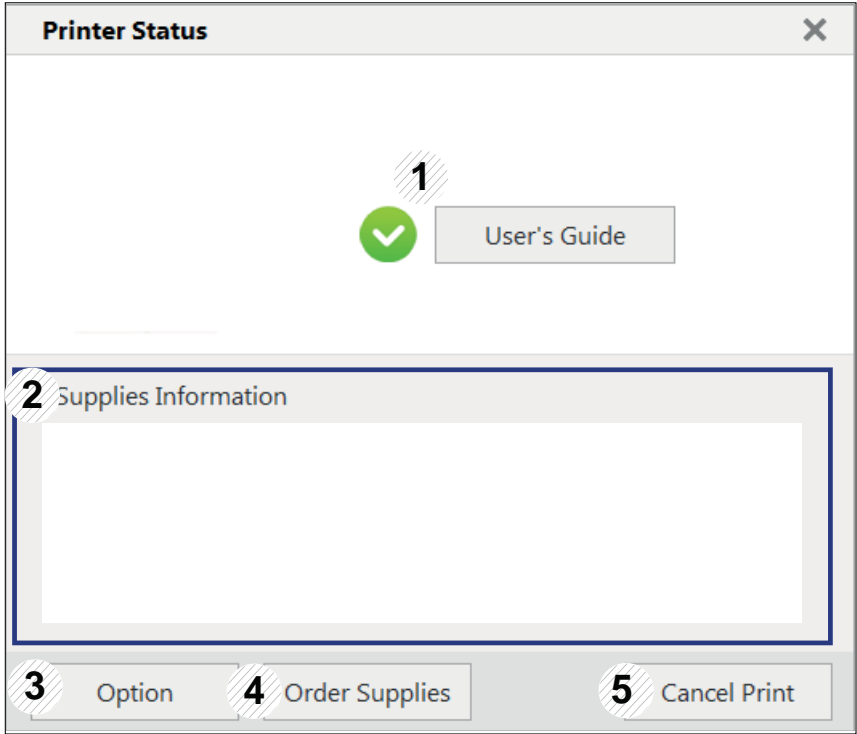 Printer Status
1
User's Guide
2 Supplies Information
3 Option 4 Order Supplies 5 Cancel Print